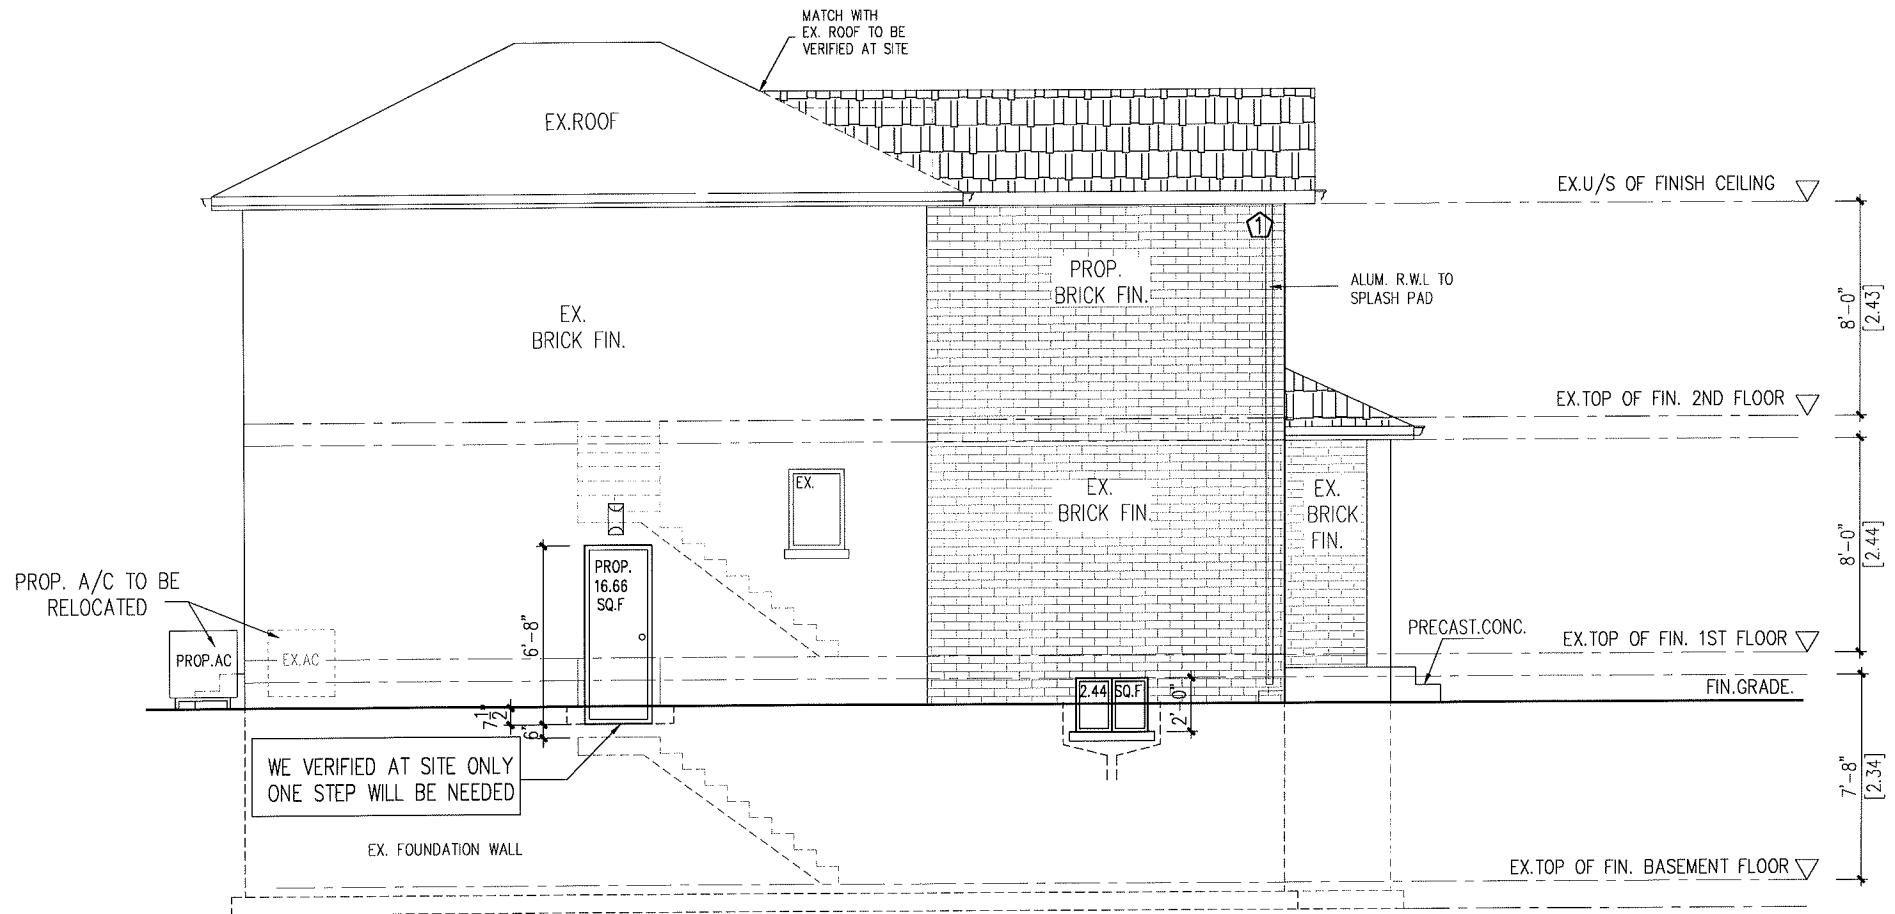 MATCH WITH
EX. ROOF TO BE
VERIFIED AT SITE
EX.ROOF
EX.U/S OF FINISH CEILING
1
PROP.
BRICK FIN.
ALUM. R.W.L TO
SPLASH PAD
EX.
BRICK FIN.
8'-0"
[2.43]
EX.TOP OF FIN. 2ND FLOOR
EX.
EX.
BRICK FIN.
EX.
BRICK
FIN.
8'-0"
[2.44]
PROP. A/C TO BE
RELOCATED
PROP.
16.66
SQ.F
6'-8"
PRECAST.CONC.
EX.TOP OF FIN. 1ST FLOOR
PROP.AC
EX.AC
2.44 SQ.F
2'-0"
FIN.GRADE.
7 1/2"
6"
WE VERIFIED AT SITE ONLY
ONE STEP WILL BE NEEDED
7'-8"
[2.34]
EX. FOUNDATION WALL
EX.TOP OF FIN. BASEMENT FLOOR